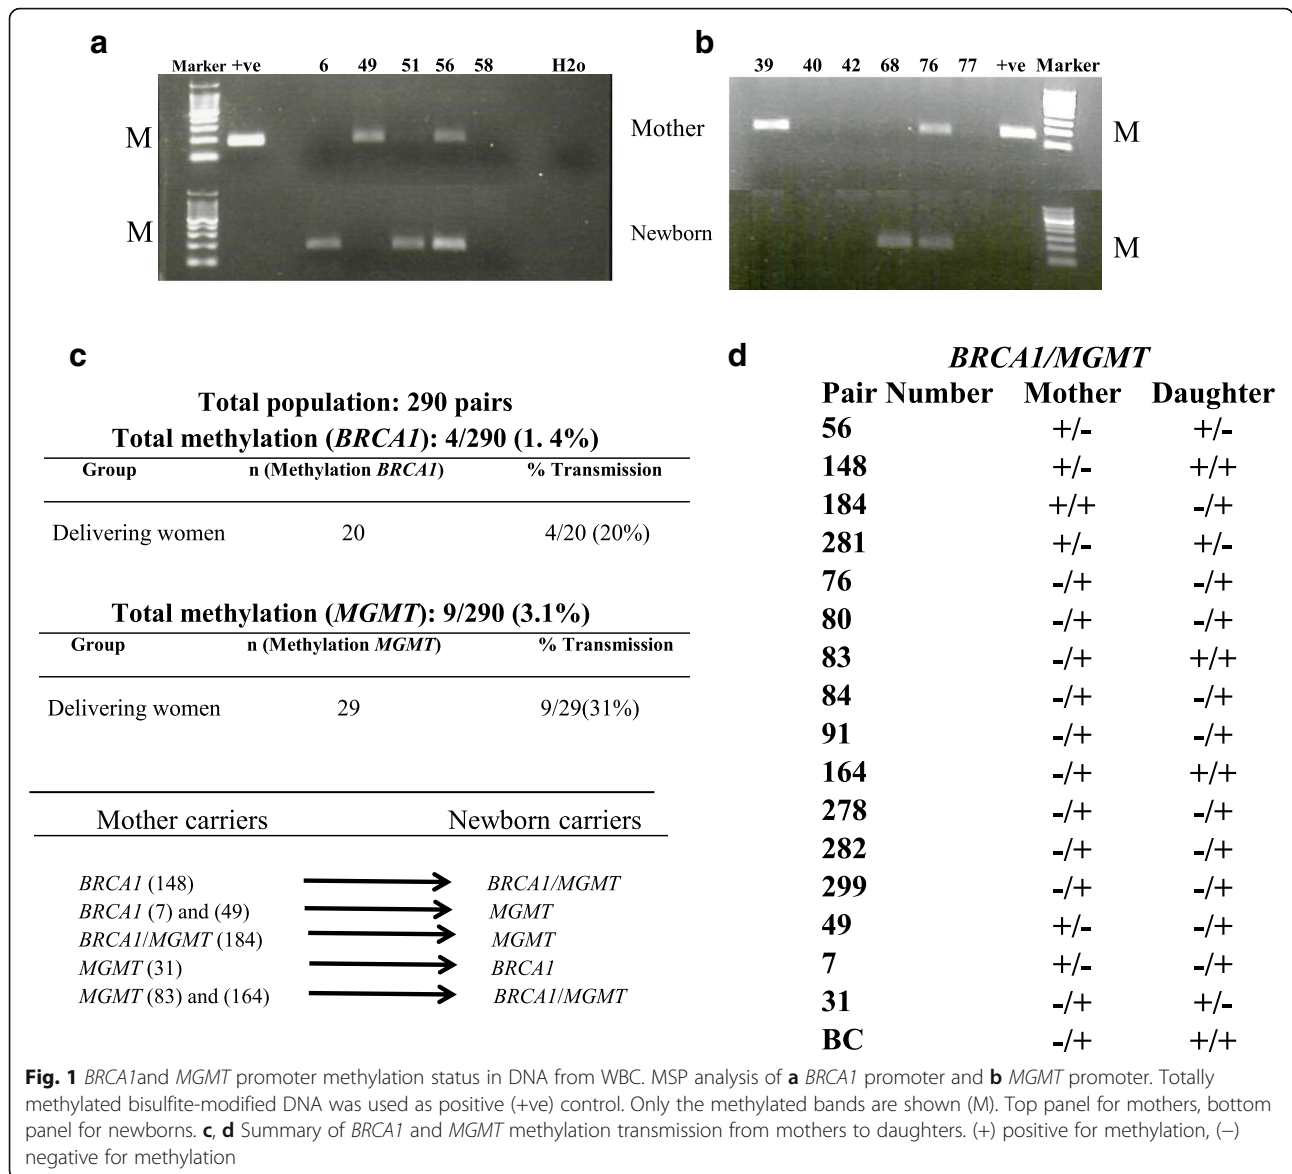 a
Marker +ve 6 49 51 56 58 H2o
M
M
b
39 40 42 68 76 77 +ve Marker
Mother
M
Newborn
M
c
Total population: 290 pairs
Total methylation (BRCA1): 4/290 (1. 4%)
Group n (Methylation BRCA1) % Transmission
Delivering women 20 4/20 (20%)
Total methylation (MGMT): 9/290 (3.1%)
Group n (Methylation MGMT) % Transmission
Delivering women 29 9/29(31%)
Mother carriers Newborn carriers
BRCA1 (148) BRCA1/MGMT
BRCA1 (7) and (49) MGMT
BRCA1/MGMT (184) MGMT
MGMT (31) BRCA1
MGMT (83) and (164) BRCA1/MGMT
d
BRCA1/MGMT
Pair Number Mother Daughter
56 +/- +/-
148 +/- +/+
184 +/+ -/+
281 +/- +/-
76 -/+ -/+
80 -/+ -/+
83 -/+ +/+
84 -/+ -/+
91 -/+ -/+
164 -/+ +/+
278 -/+ -/+
282 -/+ -/+
299 -/+ -/+
49 +/- -/+
7 +/- -/+
31 -/+ +/-
BC -/+ +/+
Fig. 1 BRCA1and MGMT promoter methylation status in DNA from WBC. MSP analysis of a BRCA1 promoter and b MGMT promoter. Totally
methylated bisulfite-modified DNA was used as positive (+ve) control. Only the methylated bands are shown (M). Top panel for mothers, bottom
panel for newborns. c, d Summary of BRCA1 and MGMT methylation transmission from mothers to daughters. (+) positive for methylation, (−)
negative for methylation